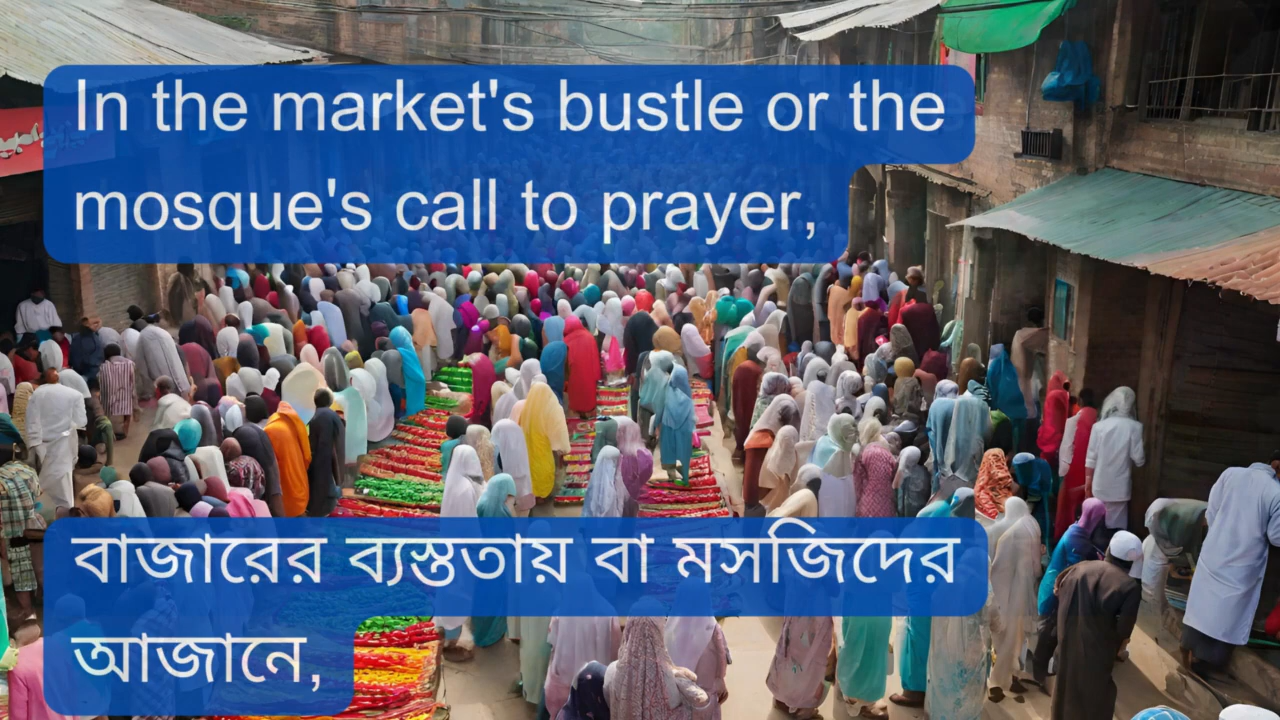 In the market's bustle or the
mosque's call to prayer,
বাজারের ব্যস্ততায় বা মসজিদের
আজানে,